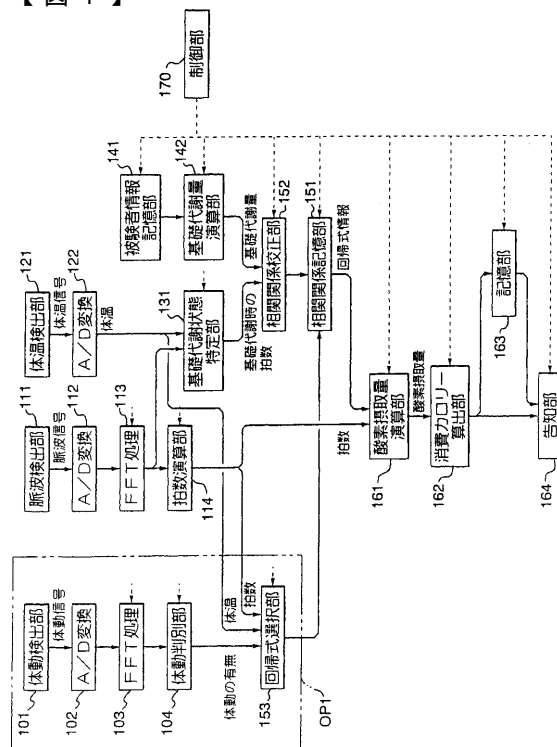 【図1】
170
制御部
141
被験者情報
記憶部
142
基礎代謝量
演算部
基礎代謝量
152
相関関係校正部
151
相関関係記憶部
回帰式情報
121
体温検出部
体温信号
122
A/D変換
体温
131
基礎代謝状態
特定部
基礎代謝時の
拍数
111
脈波検出部
脈波信号
112
A/D変換
113
FFT処理
拍数演算部
114
拍数
161
酸素摂取量
演算部
酸素摂取量
162
消費カロリー
算出部
163
記憶部
164
告知部
101
体動検出部
体動信号
102
A/D変換
103
FFT処理
104
体動判別部
体動の有無
体温
拍数
153
回帰式選択部
OP1